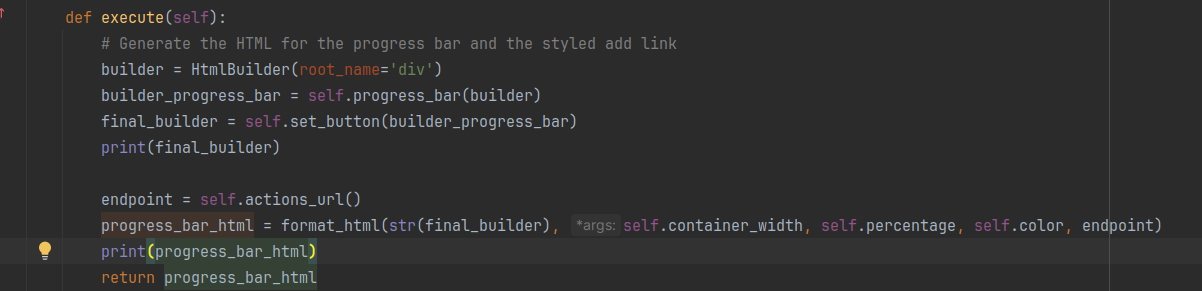 def execute(self):
# Generate the HTML for the progress bar and the styled add link
builder = HtmlBuilder(root_name='div')
builder_progress_bar = self.progress_bar(builder)
final_builder = self.set_button(builder_progress_bar)
print(final_builder)
endpoint = self.actions_url()
progress_bar_html = format_html(str(final_builder), *args: self.container_width, self.percentage, self.color, endpoint)
print(progress_bar_html)
return progress_bar_html